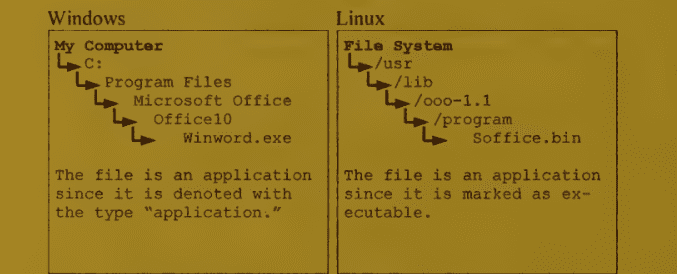 Windows
My Computer
C:
Program Files
Microsoft Office
Office10
Winword.exe
The file is an application
since it is denoted with
the type “application.”
Linux
File System
/usr
/lib
/ooo-1.1
/program
Soffice.bin
The file is an application
since it is marked as ex-
ecutable.